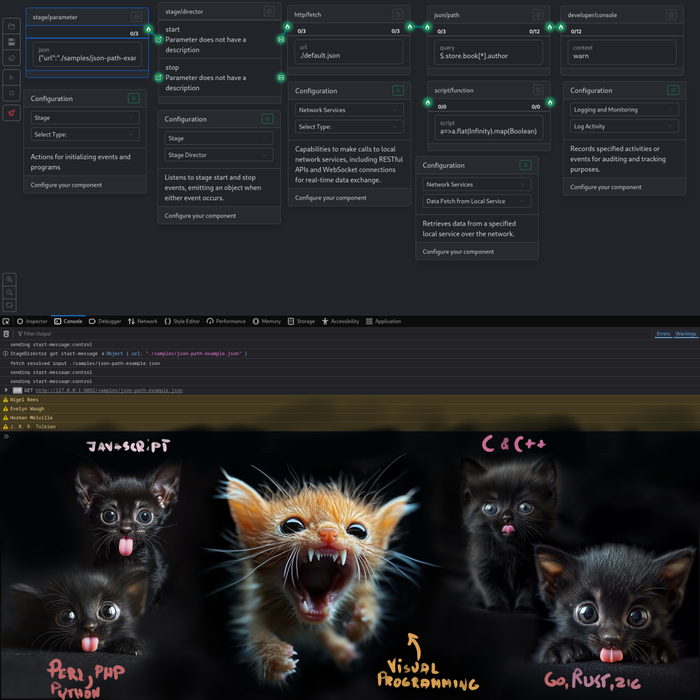 stage/parameter
0/3
json
{"url":"./samples/json-path-exar
Configuration
Stage
Select Type:
Actions for initializing events and
programs
Configure your component
stage/director
start
Parameter does not have a
description
stop
Parameter does not have a
description
Configuration
Stage
Stage Director
Listens to stage start and stop
events, emitting an object when
either event occurs.
Configure your component
http/fetch
0/3 0/3
url
./default.json
Configuration
Network Services
Select Type:
Capabilities to make calls to local
network services, including RESTful
APIs and WebSocket connections
for real-time data exchange.
Configure your component
json/path
0/3 0/12
query
$.store.book[*].author
script/function
0/0 0/0
script
a=>a.flat(Infinity).map(Boolean)
Configuration
Network Services
Data Fetch from Local Service
Retrieves data from a specified
local service over the network.
Configure your component
developer/console
0/12
context
warn
Configuration
Logging and Monitoring
Log Activity
Records specified activities or
events for auditing and tracking
purposes.
Configure your component
Inspector Console Debugger Network Style Editor Performance Memory Storage Accessibility Application
Filter Output Errors Warnings
sending start-message:control
StageDirector got start-message ▸ Object { url: "./samples/json-path-example.json" }
fetch resolved input ./samples/json-path-example.json
sending start-message:control
sending start-message:control
GET http://127.0.0.1:8082/samples/json-path-example.json
Nigel Rees
Evelyn Waugh
Herman Melville
J. R. R. Tolkien
JAVASCRiPT
C & C++
PERL, PHP
PYTHON
ViSUAL
PROGRAMMING
GO, RUST, ZIG